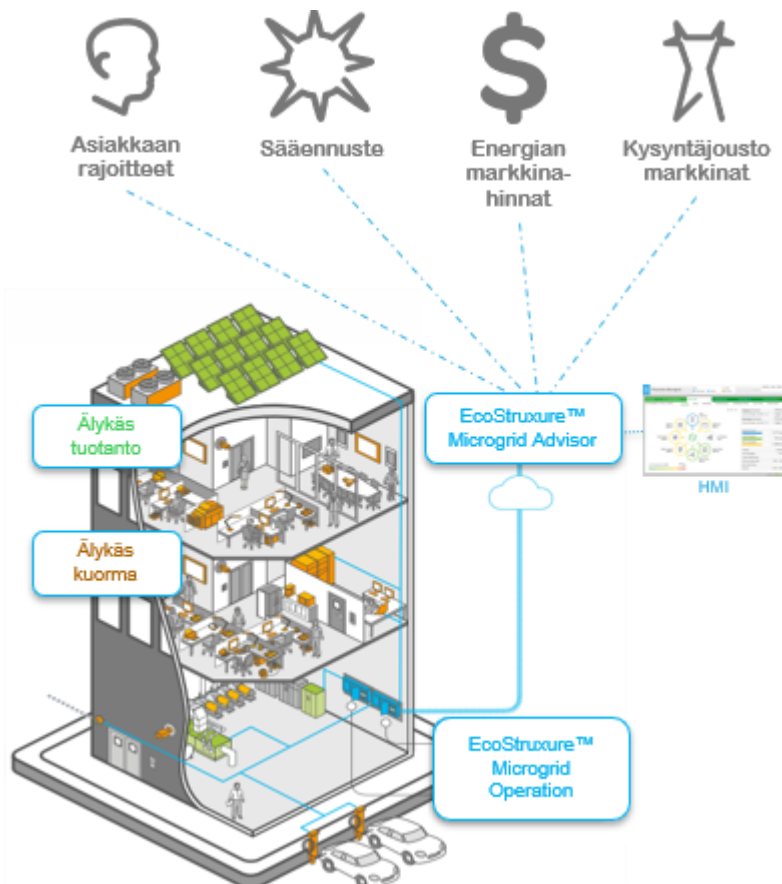 Asiakkaan
rajoitteet
Sääennuste
Energian
markkina-
hinnat
Kysyntäjousto
markkinat
EcoStruxure™
Microgrid Advisor
HMI
Älykäs
tuotanto
Älykäs
kuorma
EcoStruxure™
Microgrid
Operation